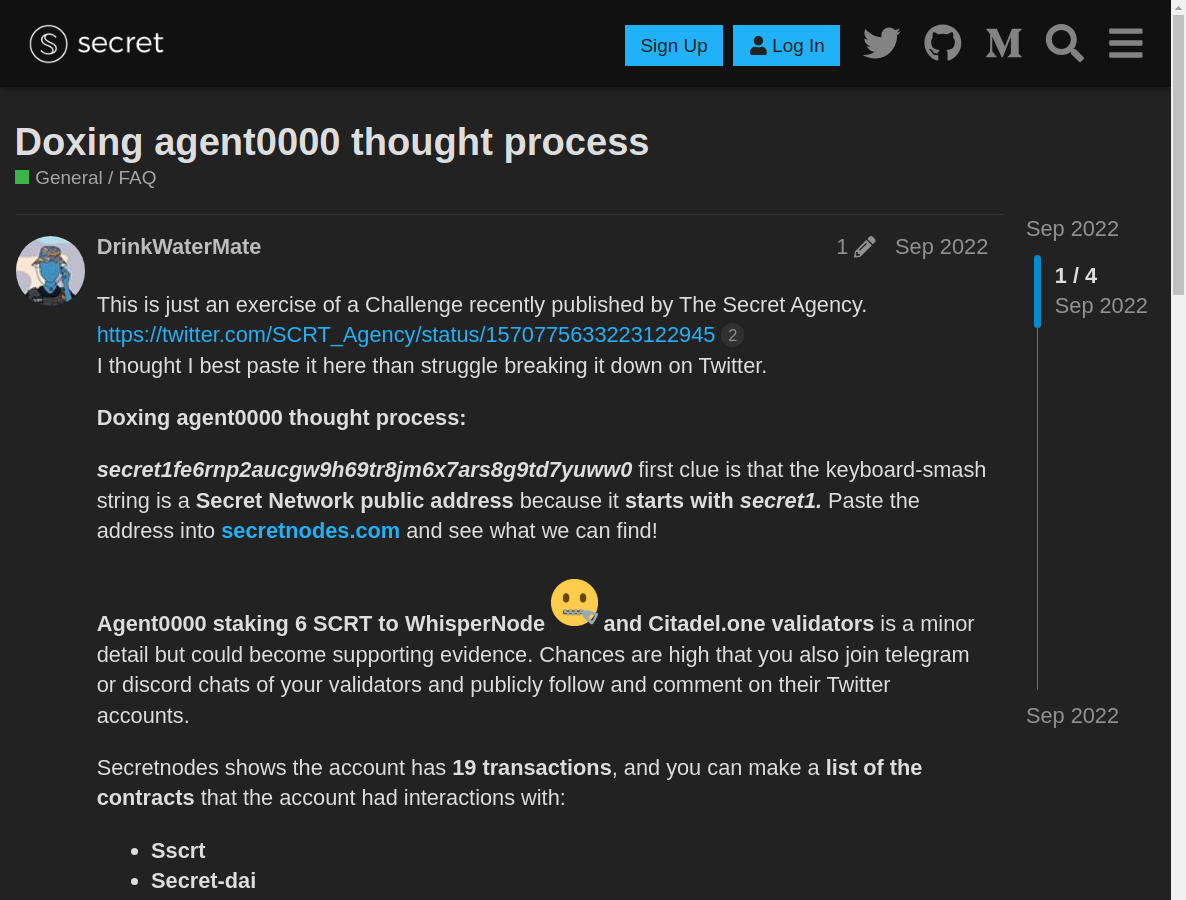 secret
Sign Up
Log In
Doxing agent0000 thought process
General / FAQ
DrinkWaterMate
1
Sep 2022
Sep 2022
1 / 4
Sep 2022
This is just an exercise of a Challenge recently published by The Secret Agency.
https://twitter.com/SCRT_Agency/status/1570775633223122945 2
I thought I best paste it here than struggle breaking it down on Twitter.
Doxing agent0000 thought process:
secret1fe6rnp2aucgw9h69tr8jm6x7ars8g9td7yuww0 first clue is that the keyboard-smash
string is a Secret Network public address because it starts with secret1. Paste the
address into secretnodes.com and see what we can find!
Agent0000 staking 6 SCRT to WhisperNode and Citadel.one validators is a minor
detail but could become supporting evidence. Chances are high that you also join telegram
or discord chats of your validators and publicly follow and comment on their Twitter
accounts.
Sep 2022
Secretnodes shows the account has 19 transactions, and you can make a list of the
contracts that the account had interactions with:
Sscrt
Secret-dai